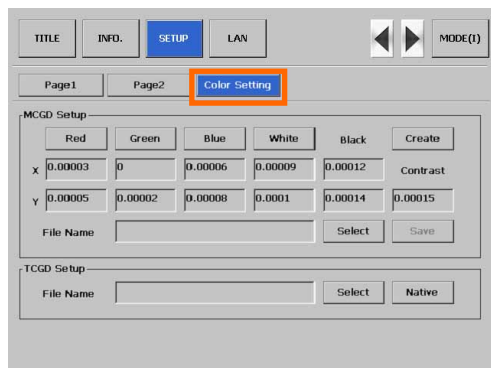 TITLE INFO. SETUP LAN MODE(I)
Page1 Page2 Color Setting
MCGD Setup
Red Green Blue White Black Create
X 0.00003 0 0.00006 0.00009 0.00012 Contrast
Y 0.00005 0.00002 0.00008 0.0001 0.00014 0.00015
File Name Select Save
TCGD Setup
File Name Select Native